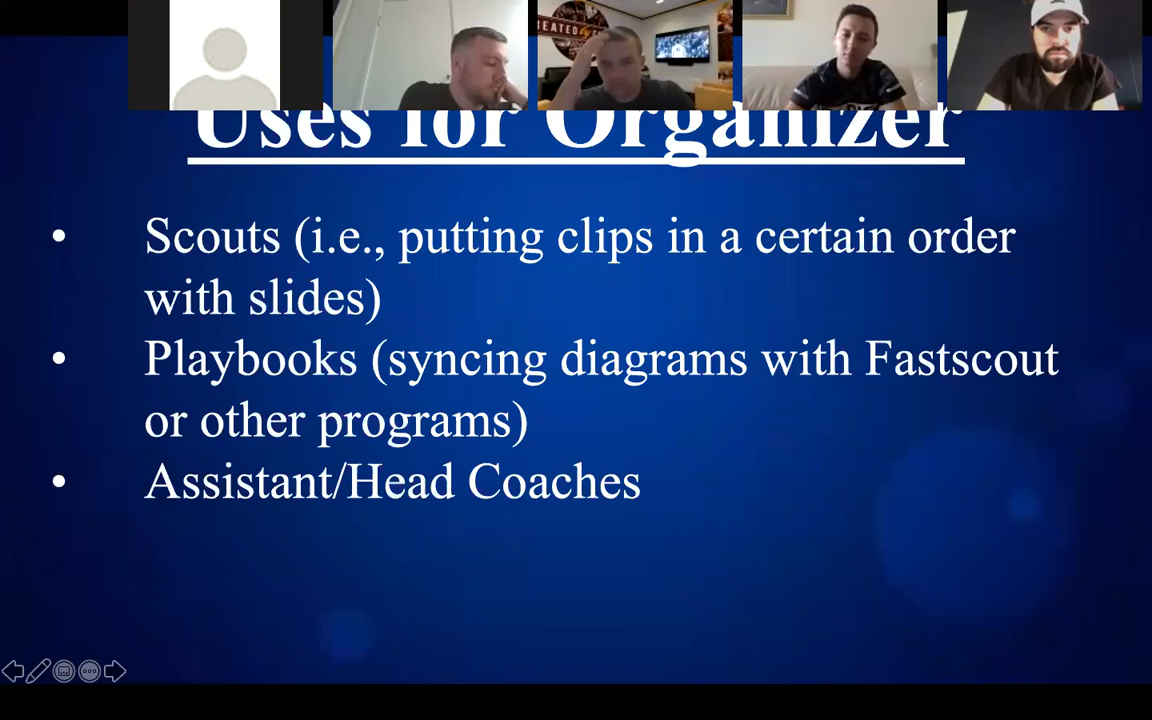 EATED
Uses for Organizer
• Scouts (i.e., putting clips in a certain order
with slides)
• Playbooks (syncing diagrams with Fastscout
or other programs)
• Assistant/Head Coaches